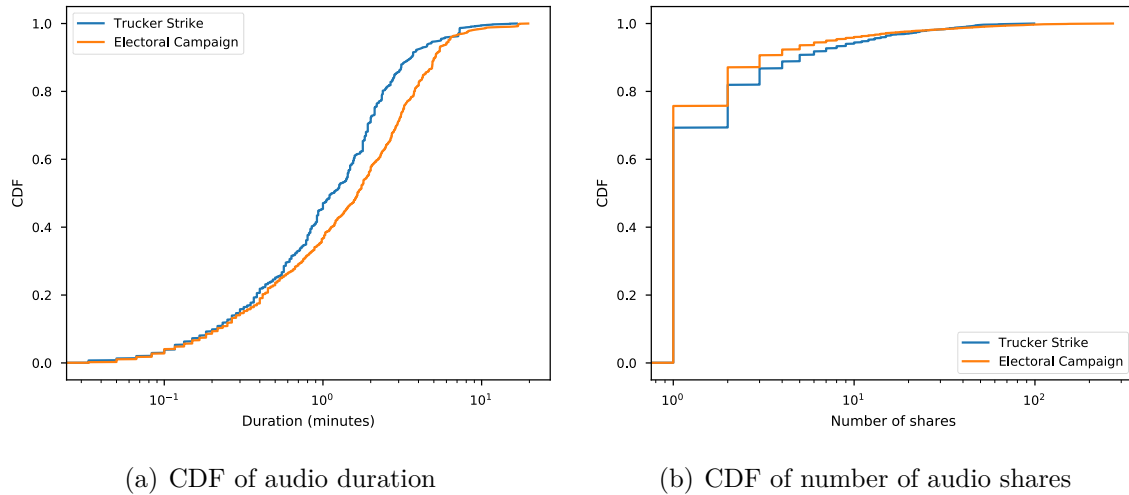 Trucker Strike
Electoral Campaign
1.0
0.8
0.6
0.4
0.2
0.0
CDF
10⁻¹ 10⁰ 10¹
Duration (minutes)
(a) CDF of audio duration
1.0
0.8
0.6
0.4
0.2
0.0
CDF
Trucker Strike
Electoral Campaign
10⁰ 10¹ 10²
Number of shares
(b) CDF of number of audio shares